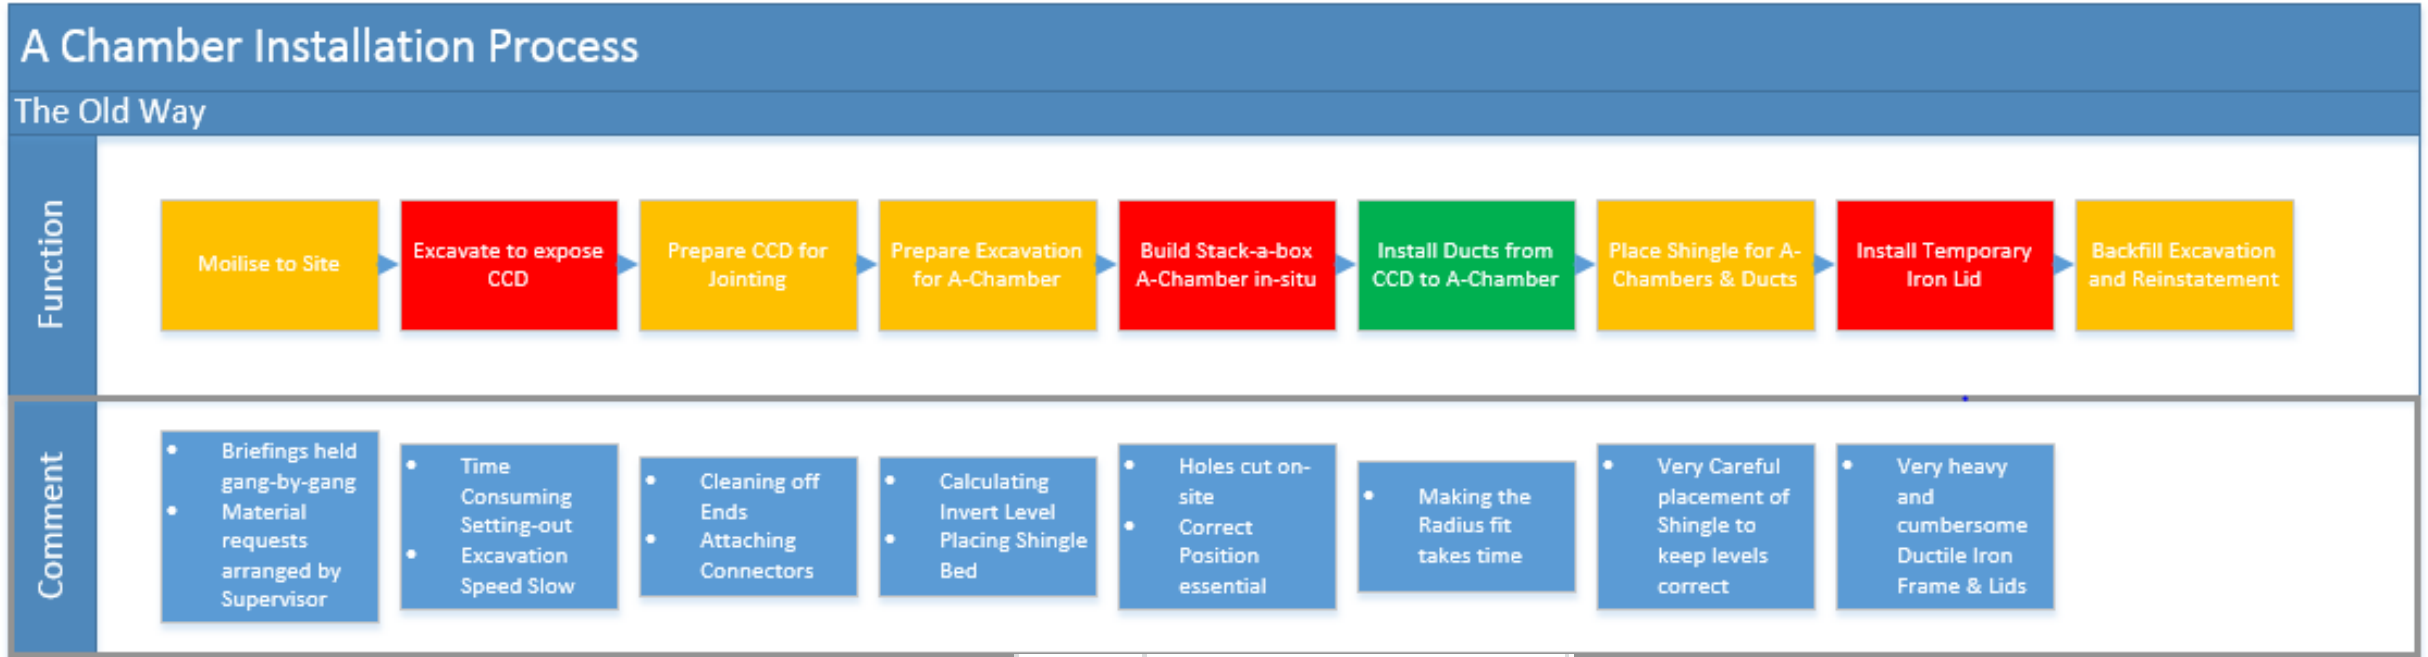 A Chamber Installation Process
The Old Way
Function
Moilise to Site
Excavate to expose
CCD
Prepare CCD for
Jointing
Prepare Excavation
for A-Chamber
Build Stack-a-box
A-Chamber in-situ
Install Ducts from
CCD to A-Chamber
Place Shingle for A-
Chambers & Ducts
Install Temporary
Iron Lid
Backfill Excavation
and Reinstatement
Comment
• Briefings held
gang-by-gang
• Material
requests
arranged by
Supervisor
• Time
Consuming
Setting-out
• Excavation
Speed Slow
• Cleaning off
Ends
• Attaching
Connectors
• Calculating
Invert Level
• Placing Shingle
Bed
• Holes cut on-
site
• Correct
Position
essential
• Making the
Radius fit
takes time
• Very Careful
placement of
Shingle to
keep levels
correct
• Very heavy
and
cumbersome
Ductile Iron
Frame & Lids